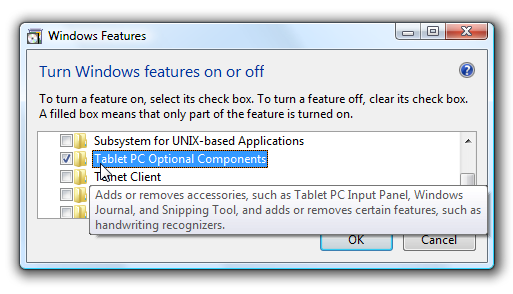 Windows Features
Turn Windows features on or off
To turn a feature on, select its check box. To turn a feature off, clear its check box.
A filled box means that only part of the feature is turned on.
Subsystem for UNIX-based Applications
Tablet PC Optional Components
Client
Adds or removes accessories, such as Tablet PC Input Panel, Windows
Journal, and Snipping Tool, and adds or removes certain features, such as
handwriting recognizers.
OK
Cancel